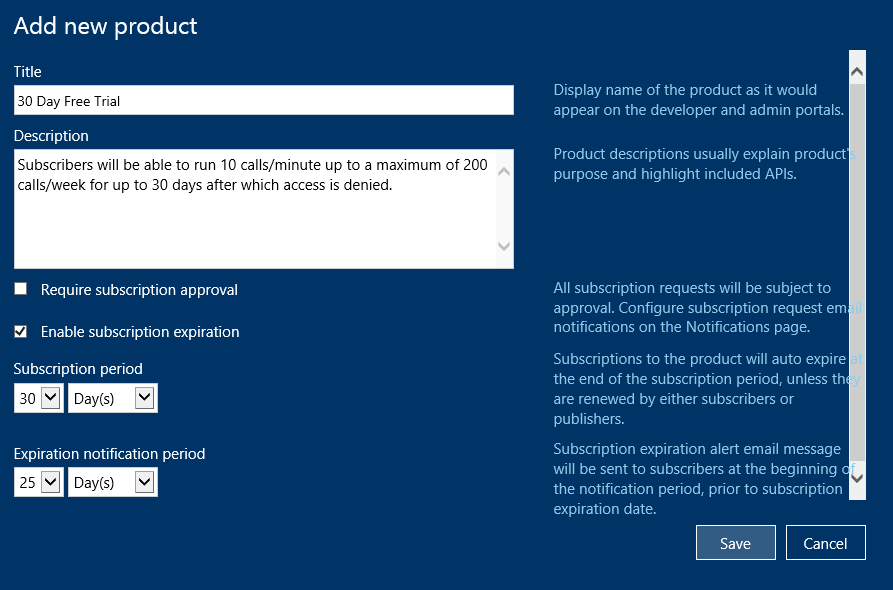 Add new product
Title
30 Day Free Trial
Display name of the product as it would
appear on the developer and admin portals.
Description
Subscribers will be able to run 10 calls/minute up to a maximum of 200
calls/week for up to 30 days after which access is denied.
Product descriptions usually explain product's
purpose and highlight included APIs.
Require subscription approval
All subscription requests will be subject to
approval. Configure subscription request email
notifications on the Notifications page.
Enable subscription expiration
Subscription period
30 Day(s)
Subscriptions to the product will auto expire at
the end of the subscription period, unless they
are renewed by either subscribers or
publishers.
Expiration notification period
25 Day(s)
Subscription expiration alert email message
will be sent to subscribers at the beginning of
the notification period, prior to subscription
expiration date.
Save Cancel